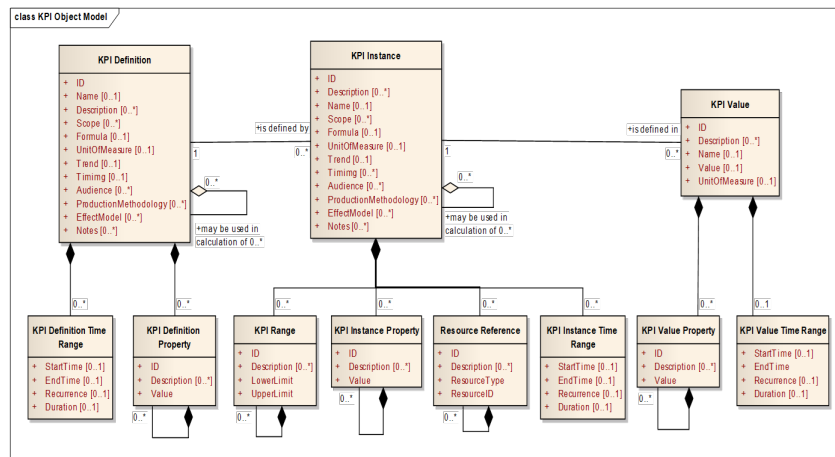 class KPI Object Model
KPI Definition
+ ID
+ Name [0..1]
+ Description [0..*]
+ Scope [0..*]
+ Formula [0..1]
+ UnitOfMeasure [0..1]
+ Trend [0..1]
+ Timimg [0..1]
+ Audience [0..*]
+ ProductionMethodology [0..*]
+ EffectModel [0..*]
+ Notes [0..*]
KPI Instance
+ ID
+ Description [0..*]
+ Name [0..1]
+ Scope [0..*]
+ Formula [0..1]
+ UnitOfMeasure [0..1]
+ Trend [0..1]
+ Timimg [0..*]
+ Audience [0..*]
+ ProductionMethodology [0..*]
+ EffectModel [0..*]
+ Notes [0..*]
KPI Value
+ ID
+ Description [0..*]
+ Name [0..1]
+ Value [0..1]
+ UnitOfMeasure [0..1]
+is defined by
1
0..*
+is defined in
1
0..*
0..*
+may be used in
calculation of 0..*
0..*
+may be used in
calculation of 0..*
0..*
0..*
0..*
0..*
0..*
0..*
0..*
0..1
KPI Definition Time
Range
+ StartTime [0..1]
+ EndTime [0..1]
+ Recurrence [0..1]
+ Duration [0..1]
KPI Definition
Property
+ ID
+ Description [0..*]
+ Value
0..*
KPI Range
+ ID
+ Description [0..*]
+ LowerLimit
+ UpperLimit
0..*
KPI Instance Property
+ ID
+ Description [0..*]
+ Value
0..*
Resource Reference
+ ID
+ Description [0..*]
+ ResourceType
+ ResourceID
0..*
KPI Instance Time
Range
+ StartTime [0..1]
+ EndTime [0..1]
+ Recurrence [0..1]
+ Duration [0..1]
KPI Value Property
+ ID
+ Description [0..*]
+ Value
0..*
KPI Value Time Range
+ StartTime [0..1]
+ EndTime
+ Recurrence [0..1]
+ Duration [0..1]